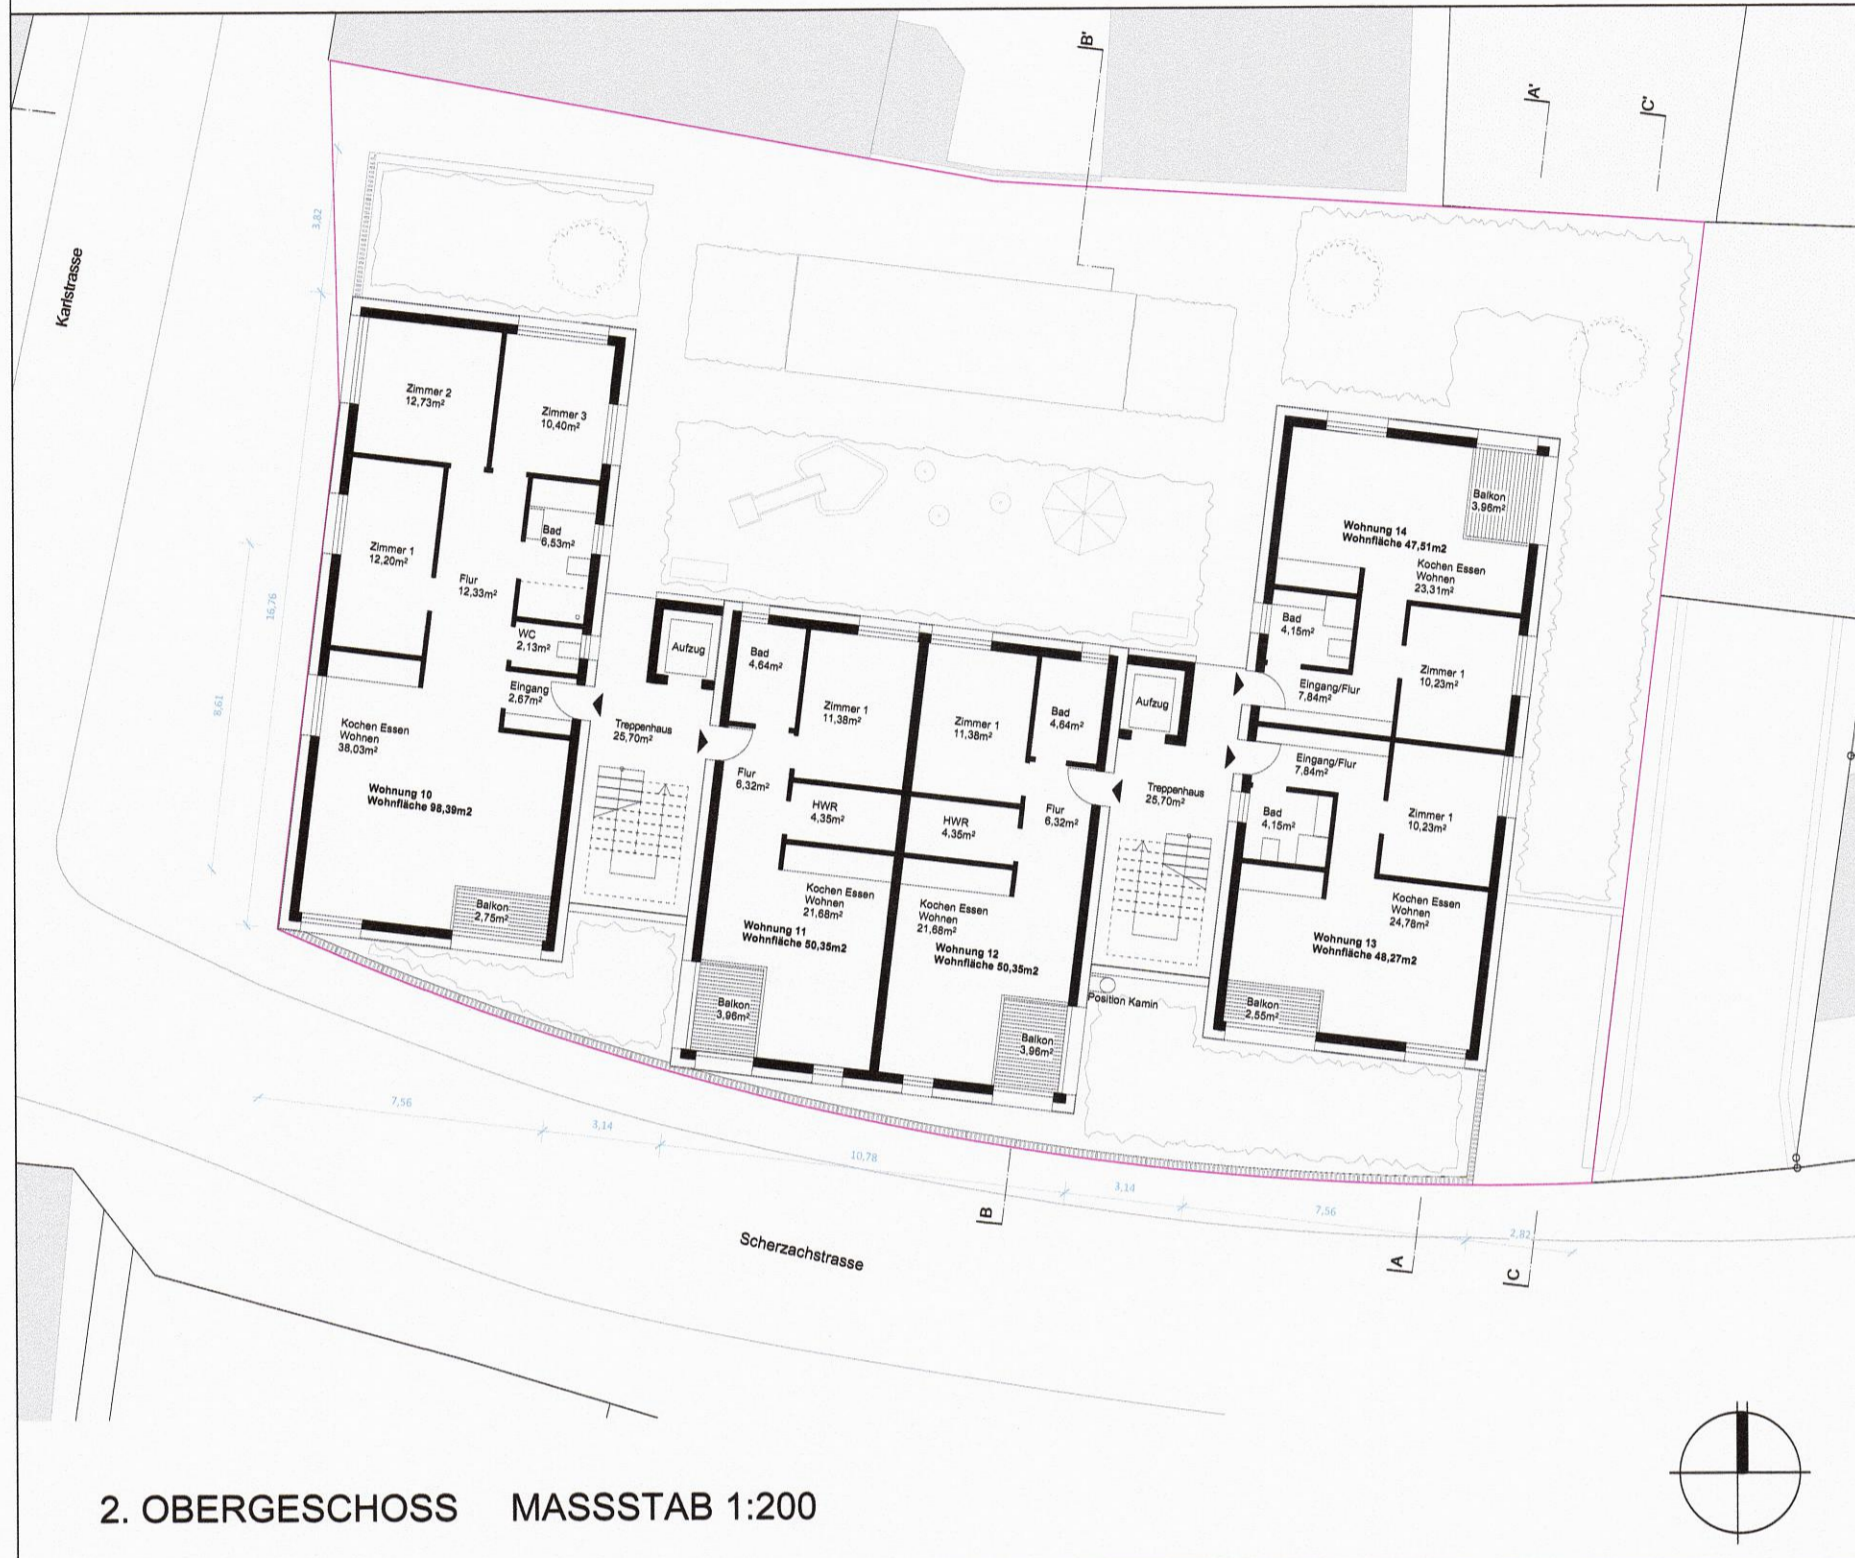 Karlstrasse
B'
A'
C'
3,82
16,76
8,61
Zimmer 2
12,73m²
Zimmer 3
10,40m²
Zimmer 1
12,20m²
Bad
6,53m²
Flur
12,33m²
WC
2,13m²
Eingang
2,67m²
Kochen Essen
Wohnen
38,03m²
Wohnung 10
Wohnfläche 98,39m2
Balkon
2,75m²
Aufzug
Treppenhaus
25,70m²
Bad
4,64m²
Zimmer 1
11,38m²
Flur
6,32m²
HWR
4,35m²
Kochen Essen
Wohnen
21,68m²
Wohnung 11
Wohnfläche 50,35m2
Balkon
3,96m²
Zimmer 1
11,38m²
Bad
4,64m²
HWR
4,35m²
Flur
6,32m²
Kochen Essen
Wohnen
21,68m²
Wohnung 12
Wohnfläche 50,35m2
Balkon
3,96m²
Aufzug
Treppenhaus
25,70m²
Position Kamin
Balkon
3,96m²
Wohnung 14
Wohnfläche 47,51m2
Kochen Essen
Wohnen
23,31m²
Bad
4,15m²
Zimmer 1
10,23m²
Eingang/Flur
7,84m²
Eingang/Flur
7,84m²
Bad
4,15m²
Zimmer 1
10,23m²
Kochen Essen
Wohnen
24,78m²
Wohnung 13
Wohnfläche 48,27m2
Balkon
2,55m²
7,56
3,14
10,78
3,14
7,56
2,82
B
A
C
Scherzachstrasse
2. OBERGESCHOSS MASSSTAB 1:200